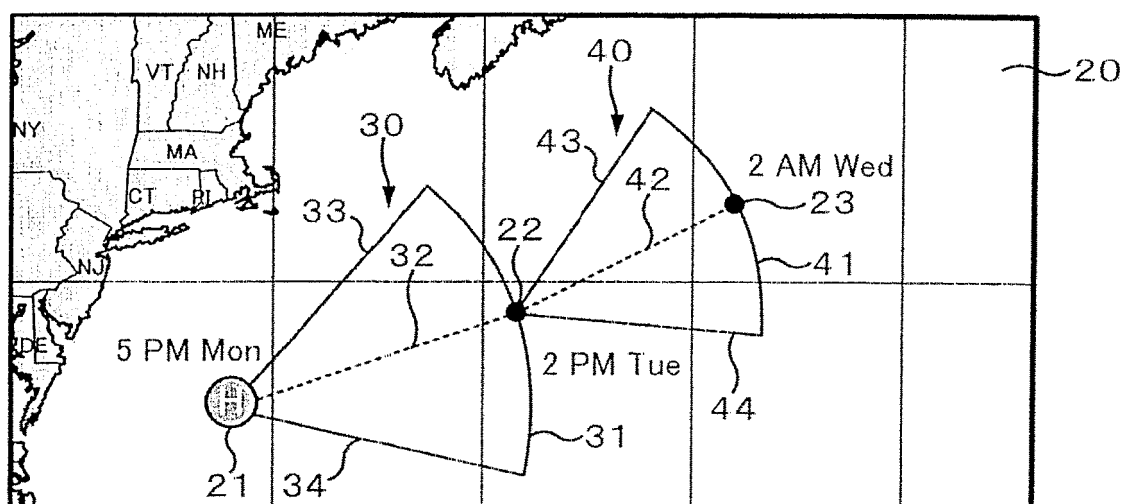 ME
VT NH
40
20
NY
30
MA
43
2 AM Wed
CT RI
42
33
22
23
32
41
NJ
DE
5 PM Mon
2 PM Tue
44
H
31
21
34